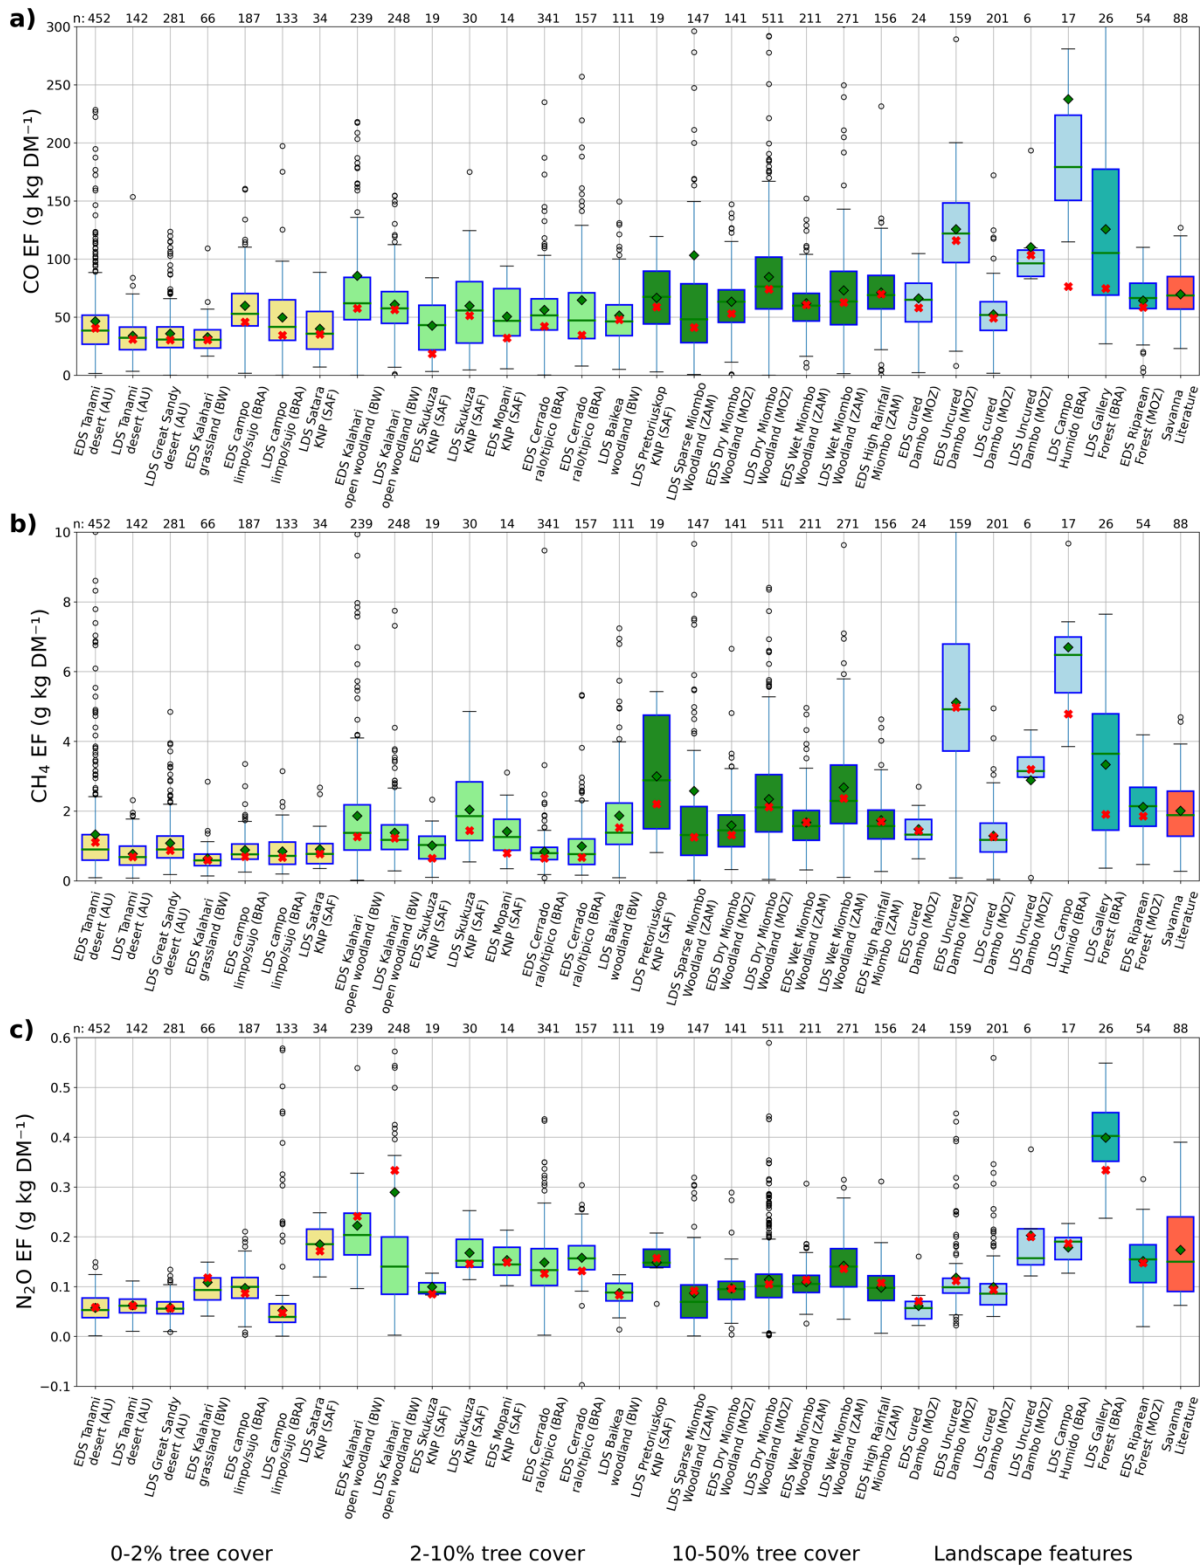 a)
n: 452 142 281 66 187 133 34 239 248 19 30 14 341 157 111 19 147 141 511 211 271 156 24 159 201 6 17 26 54 88
CO EF (g kg DM⁻¹)
300
250
200
150
100
50
0
EDS Tanami
desert (AU)
LDS Tanami
desert (AU)
LDS Great Sandy
desert (AU)
EDS Kalahari
grassland (BW)
EDS campo
limpo/sujo (BRA)
LDS campo
limpo/sujo (BRA)
LDS Satara
KNP (SAF)
EDS Kalahari
open woodland (BW)
LDS Kalahari
open woodland (BW)
EDS Skukuza
KNP (SAF)
LDS Skukuza
KNP (SAF)
EDS Mopani
KNP (SAF)
EDS Cerrado
ralo/tipico (BRA)
LDS Cerrado
ralo/tipico (BRA)
LDS Baikea
woodland (BW)
LDS Pretoriuskop
KNP (SAF)
LDS Sparse Miombo
Woodland (ZAM)
EDS Dry Miombo
Woodland (MOZ)
LDS Dry Miombo
Woodland (MOZ)
EDS Wet Miombo
Woodland (ZAM)
LDS Wet Miombo
Woodland (ZAM)
EDS High Rainfall
Miombo (ZAM)
EDS cured
Dambo (MOZ)
EDS Uncured
Dambo (MOZ)
LDS cured
Dambo (MOZ)
LDS Uncured
Dambo (MOZ)
LDS Campo
Humido (BRA)
LDS Gallery
Forest (BRA)
EDS Riparean
Forest (MOZ)
Savanna
Literature
b)
n: 452 142 281 66 187 133 34 239 248 19 30 14 341 157 111 19 147 141 511 211 271 156 24 159 201 6 17 26 54 88
CH₄ EF (g kg DM⁻¹)
10
8
6
4
2
0
EDS Tanami
desert (AU)
LDS Tanami
desert (AU)
LDS Great Sandy
desert (AU)
EDS Kalahari
grassland (BW)
EDS campo
limpo/sujo (BRA)
LDS campo
limpo/sujo (BRA)
LDS Satara
KNP (SAF)
EDS Kalahari
open woodland (BW)
LDS Kalahari
open woodland (BW)
EDS Skukuza
KNP (SAF)
LDS Skukuza
KNP (SAF)
EDS Mopani
KNP (SAF)
EDS Cerrado
ralo/tipico (BRA)
LDS Cerrado
ralo/tipico (BRA)
LDS Baikea
woodland (BW)
LDS Pretoriuskop
KNP (SAF)
LDS Sparse Miombo
Woodland (ZAM)
EDS Dry Miombo
Woodland (MOZ)
LDS Dry Miombo
Woodland (MOZ)
EDS Wet Miombo
Woodland (ZAM)
LDS Wet Miombo
Woodland (ZAM)
EDS High Rainfall
Miombo (ZAM)
EDS cured
Dambo (MOZ)
EDS Uncured
Dambo (MOZ)
LDS cured
Dambo (MOZ)
LDS Uncured
Dambo (MOZ)
LDS Campo
Humido (BRA)
LDS Gallery
Forest (BRA)
EDS Riparean
Forest (MOZ)
Savanna
Literature
c)
n: 452 142 281 66 187 133 34 239 248 19 30 14 341 157 111 19 147 141 511 211 271 156 24 159 201 6 17 26 54 88
N₂O EF (g kg DM⁻¹)
0.6
0.5
0.4
0.3
0.2
0.1
0.0
−0.1
EDS Tanami
desert (AU)
LDS Tanami
desert (AU)
LDS Great Sandy
desert (AU)
EDS Kalahari
grassland (BW)
EDS campo
limpo/sujo (BRA)
LDS campo
limpo/sujo (BRA)
LDS Satara
KNP (SAF)
EDS Kalahari
open woodland (BW)
LDS Kalahari
open woodland (BW)
EDS Skukuza
KNP (SAF)
LDS Skukuza
KNP (SAF)
EDS Mopani
KNP (SAF)
EDS Cerrado
ralo/tipico (BRA)
LDS Cerrado
ralo/tipico (BRA)
LDS Baikea
woodland (BW)
LDS Pretoriuskop
KNP (SAF)
LDS Sparse Miombo
Woodland (ZAM)
EDS Dry Miombo
Woodland (MOZ)
LDS Dry Miombo
Woodland (MOZ)
EDS Wet Miombo
Woodland (ZAM)
LDS Wet Miombo
Woodland (ZAM)
EDS High Rainfall
Miombo (ZAM)
EDS cured
Dambo (MOZ)
EDS Uncured
Dambo (MOZ)
LDS cured
Dambo (MOZ)
LDS Uncured
Dambo (MOZ)
LDS Campo
Humido (BRA)
LDS Gallery
Forest (BRA)
EDS Riparean
Forest (MOZ)
Savanna
Literature
0-2% tree cover 2-10% tree cover 10-50% tree cover Landscape features